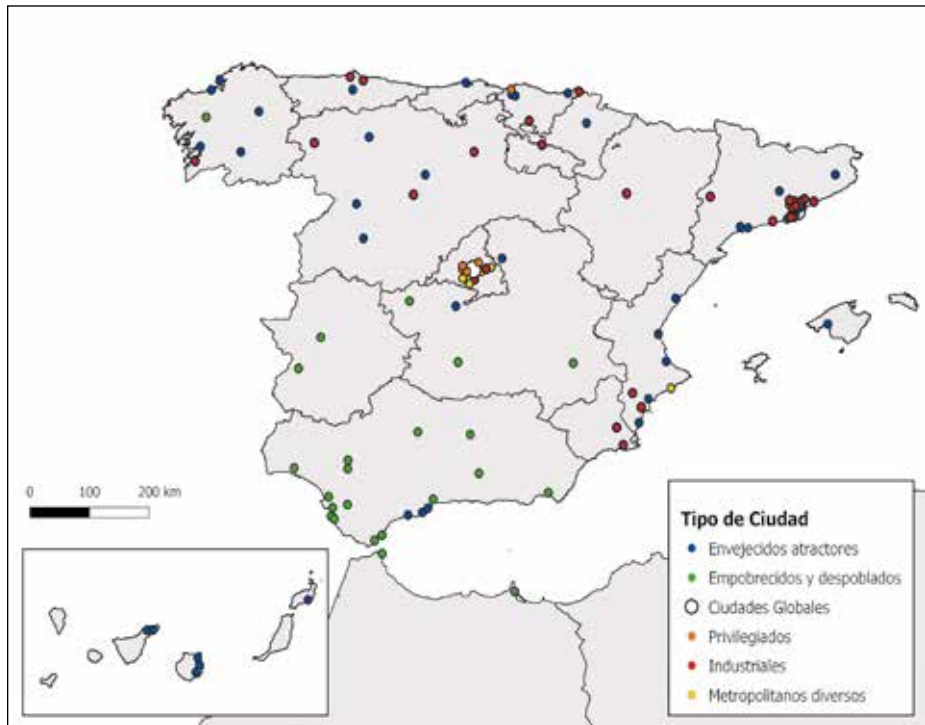 0 100 200 km
Tipo de Ciudad
Envejecidos atractores
Empobrecidos y despoblados
Ciudades Globales
Privilegiados
Industriales
Metropolitanos diversos